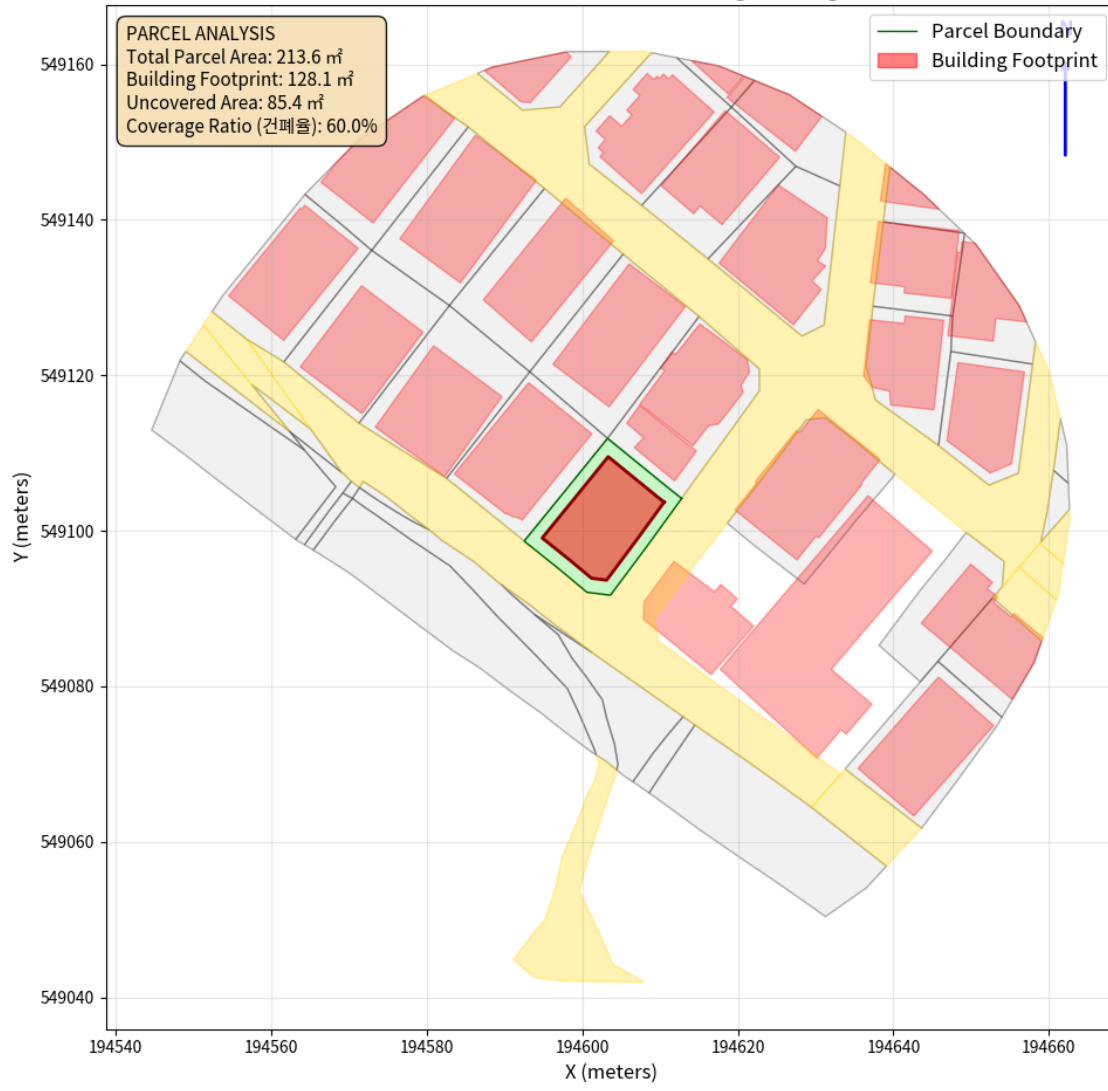 PARCEL ANALYSIS
Total Parcel Area: 213.6 ㎡
Building Footprint: 128.1 ㎡
Uncovered Area: 85.4 ㎡
Coverage Ratio (건폐율): 60.0%
Parcel Boundary
Building Footprint
N
549160
549140
549120
549100
549080
549060
549040
Y (meters)
194540
194560
194580
194600
194620
194640
194660
X (meters)